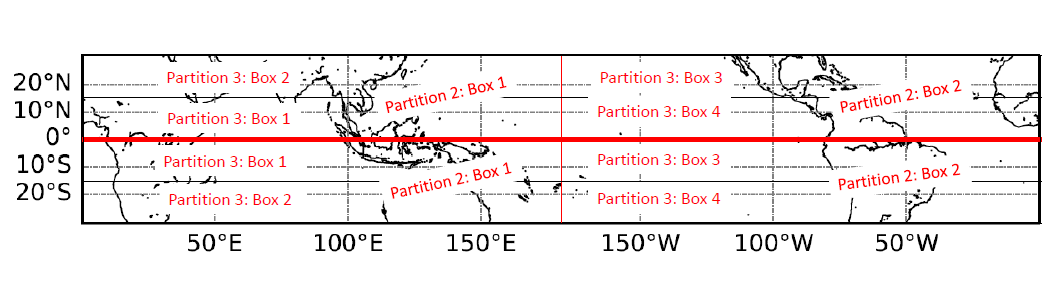 20°N
10°N
0°
10°S
20°S
Partition 3: Box 2
Partition 2: Box 1
Partition 3: Box 3
Partition 2: Box 2
Partition 3: Box 1
Partition 3: Box 4
Partition 3: Box 1
Partition 2: Box 1
Partition 3: Box 3
Partition 2: Box 2
Partition 3: Box 2
Partition 3: Box 4
50°E
100°E
150°E
150°W
100°W
50°W